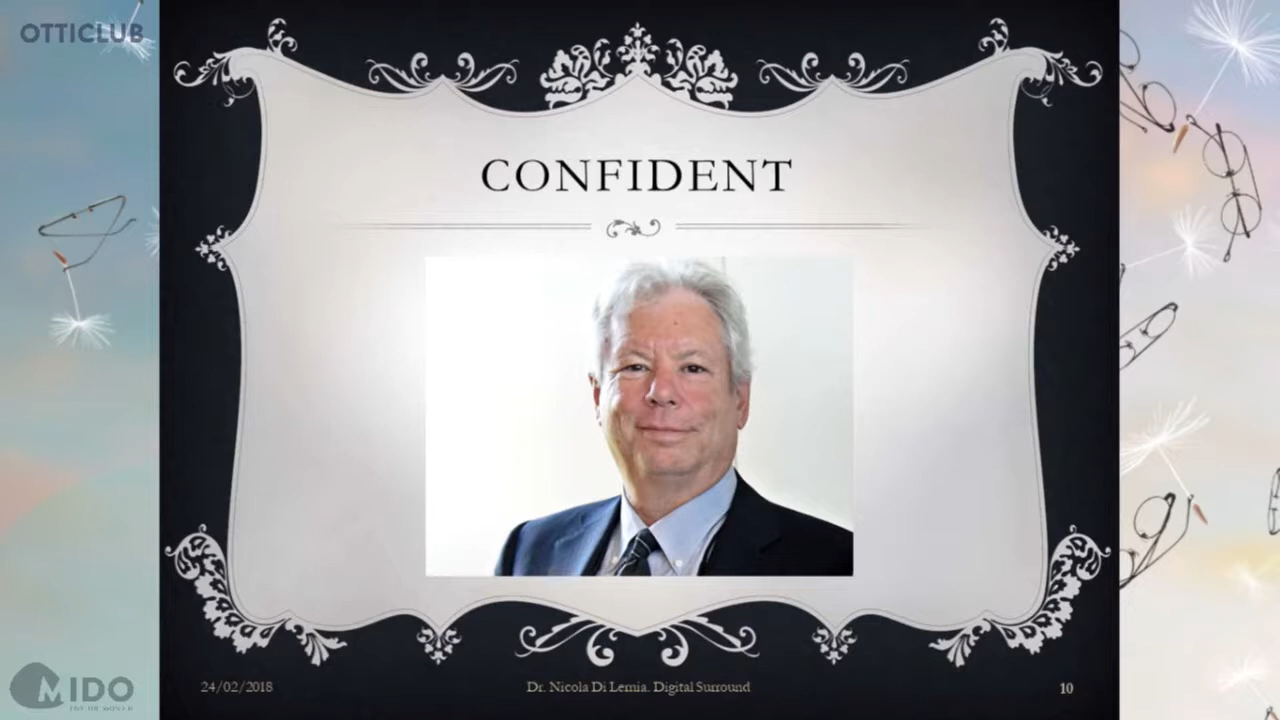 OTTICLUB
CONFIDENT
MIDO
24/02/2018
Dr. Nicola Di Lernia. Digital Surround
10